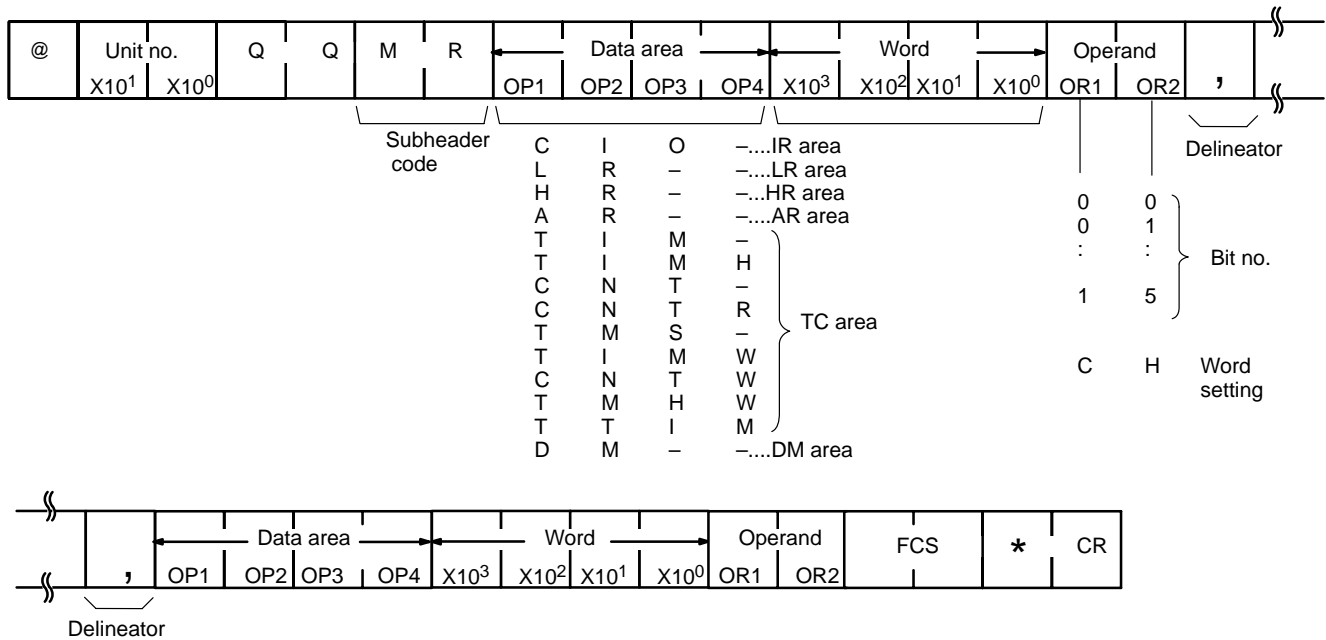 @ Unit no. Q Q M R Data area Word Operand ,
X10¹ X10⁰ OP1 OP2 OP3 OP4 X10³ X10² X10¹ X10⁰ OR1 OR2
Subheader code
Delineator
C I O –....IR area
L R – –....LR area
H R – –....HR area
A R – –....AR area
T I M –
T I M H
C N T –
C N T R
T M S –
T I M W
C N T W
T M H W
T T I M
TC area
D M – –....DM area
0 0
0 1
: :
1 5
Bit no.
C H Word setting
, Data area Word Operand FCS * CR
OP1 OP2 OP3 OP4 X10³ X10² X10¹ X10⁰ OR1 OR2
Delineator